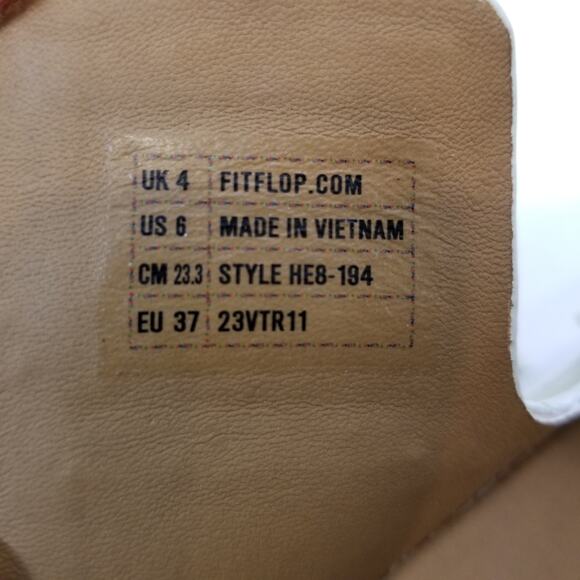 UK 4 FITFLOP.COM
US 6 MADE IN VIETNAM
CM 23.3 STYLE HE8-194
EU 37 23VTR11